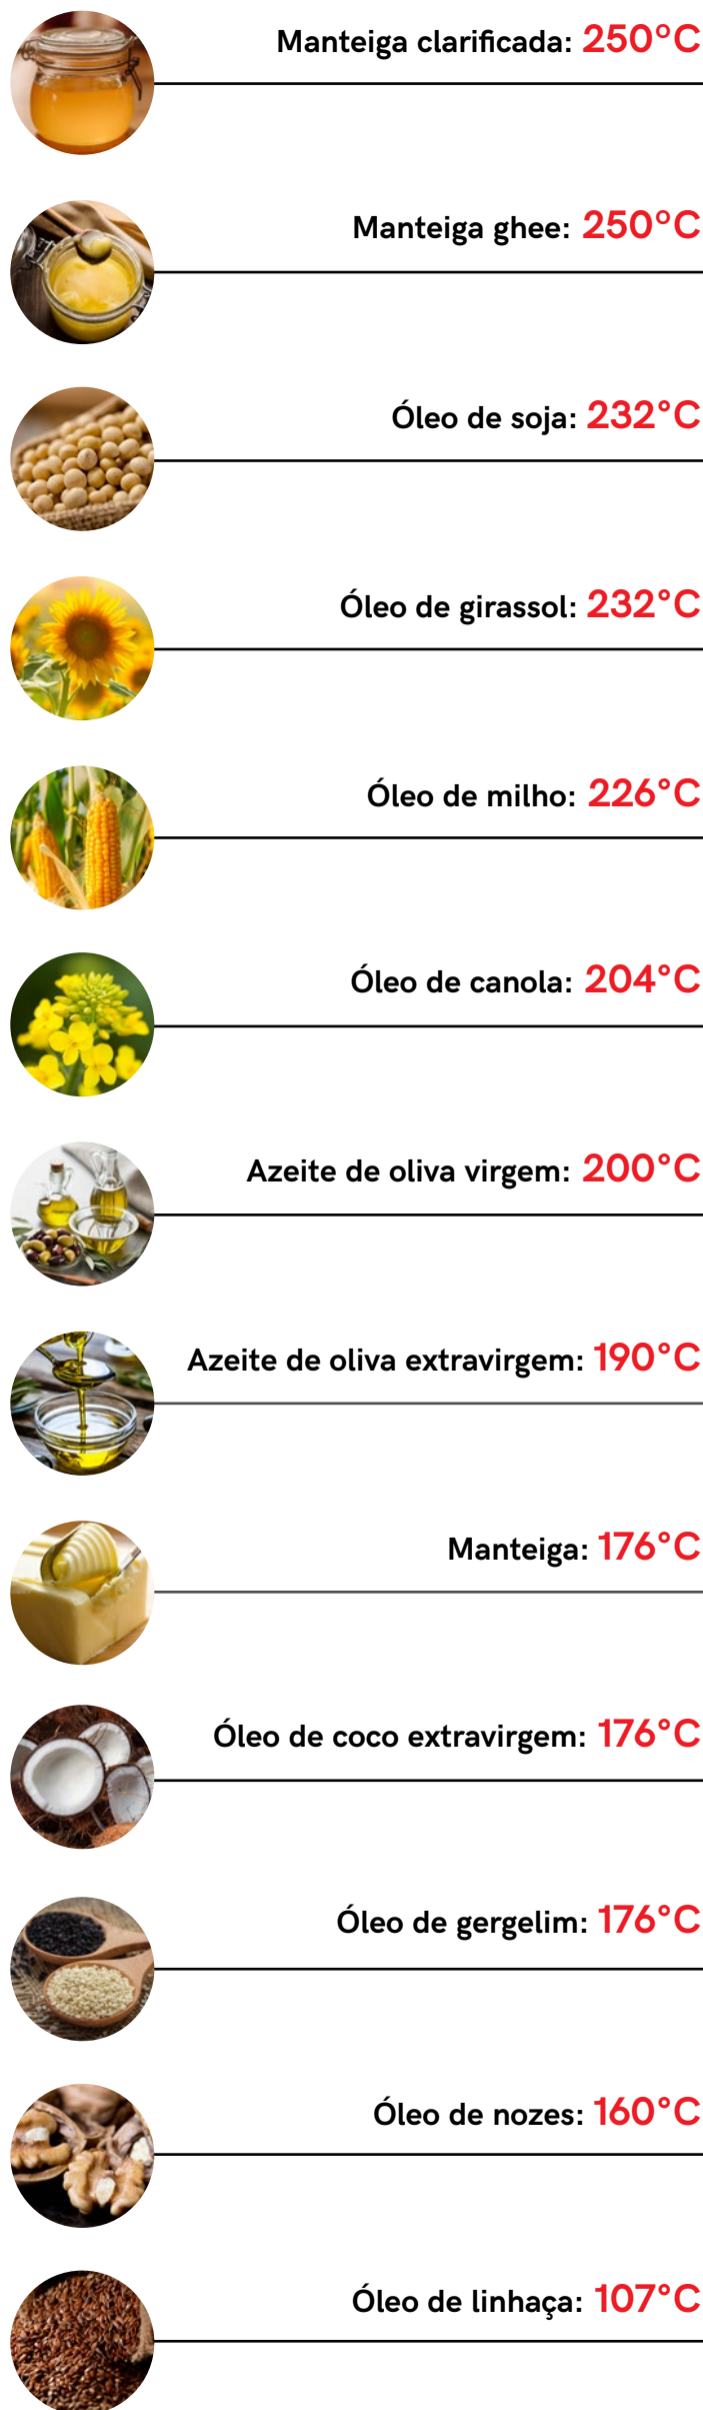 Manteiga clarificada: 250ºC
Manteiga ghee: 250ºC
Óleo de soja: 232°C
Óleo de girassol: 232°C
Óleo de milho: 226°C
Óleo de canola: 204°C
Azeite de oliva virgem: 200°C
Azeite de oliva extravirgem: 190°C
Manteiga: 176°C
Óleo de coco extravirgem: 176°C
Óleo de gergelim: 176°C
Óleo de nozes: 160°C
Óleo de linhaça: 107°C